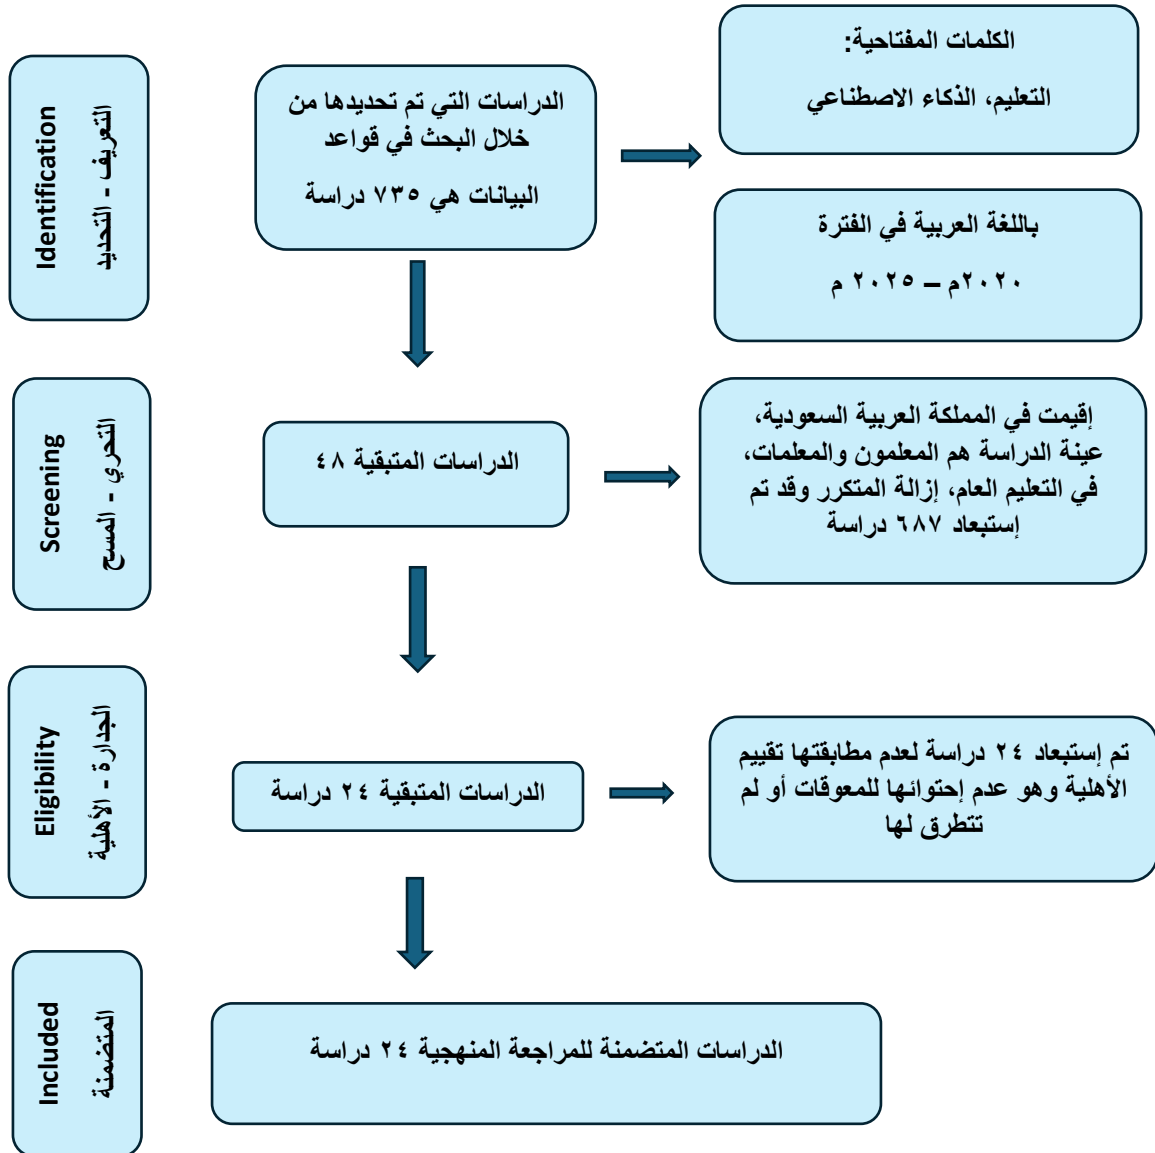 Identification
التعريف - التحديد
الدراسات التي تم تحديدها من
خلال البحث في قواعد
البيانات هي ٧٣٥ دراسة
الكلمات المفتاحية:
التعليم، الذكاء الاصطناعي
باللغة العربية في الفترة
٢٠٢٠م – ٢٠٢٥ م
Screening
التحري - المسح
الدراسات المتبقية ٤٨
إقيمت في المملكة العربية السعودية،
عينة الدراسة هم المعلمون والمعلمات،
في التعليم العام، إزالة المتكرر وقد تم
إستبعاد ٦٨٧ دراسة
Eligibility
الجدارة - الأهلية
الدراسات المتبقية ٢٤ دراسة
تم إستبعاد ٢٤ دراسة لعدم مطابقتها تقييم
الأهلية وهو عدم إحتوائها للمعوقات أو لم
تتطرق لها
Included
المتضمنة
الدراسات المتضمنة للمراجعة المنهجية ٢٤ دراسة